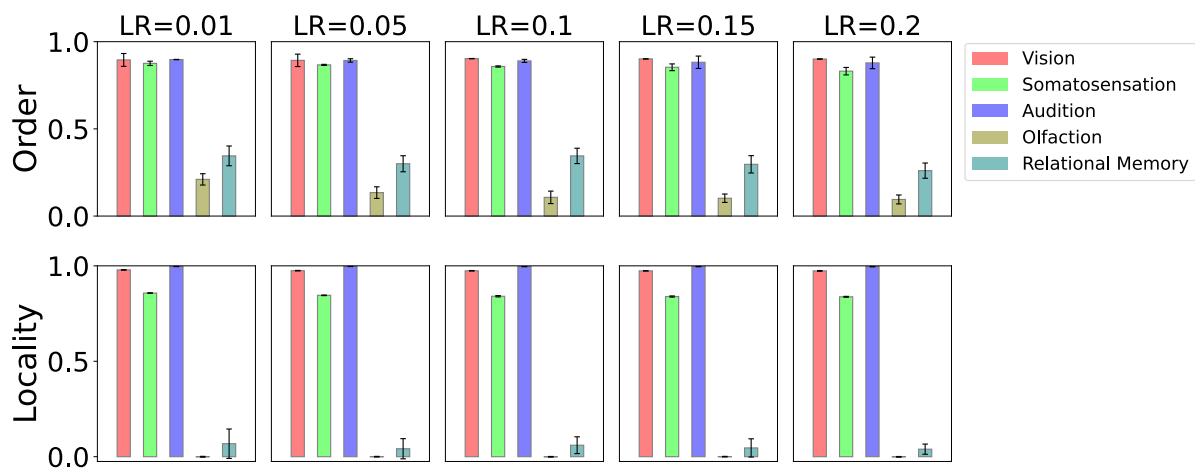 LR=0.01 LR=0.05 LR=0.1 LR=0.15 LR=0.2
1.0
0.5
0.0
Order
Vision
Somatosensation
Audition
Olfaction
Relational Memory
1.0
0.5
0.0
Locality